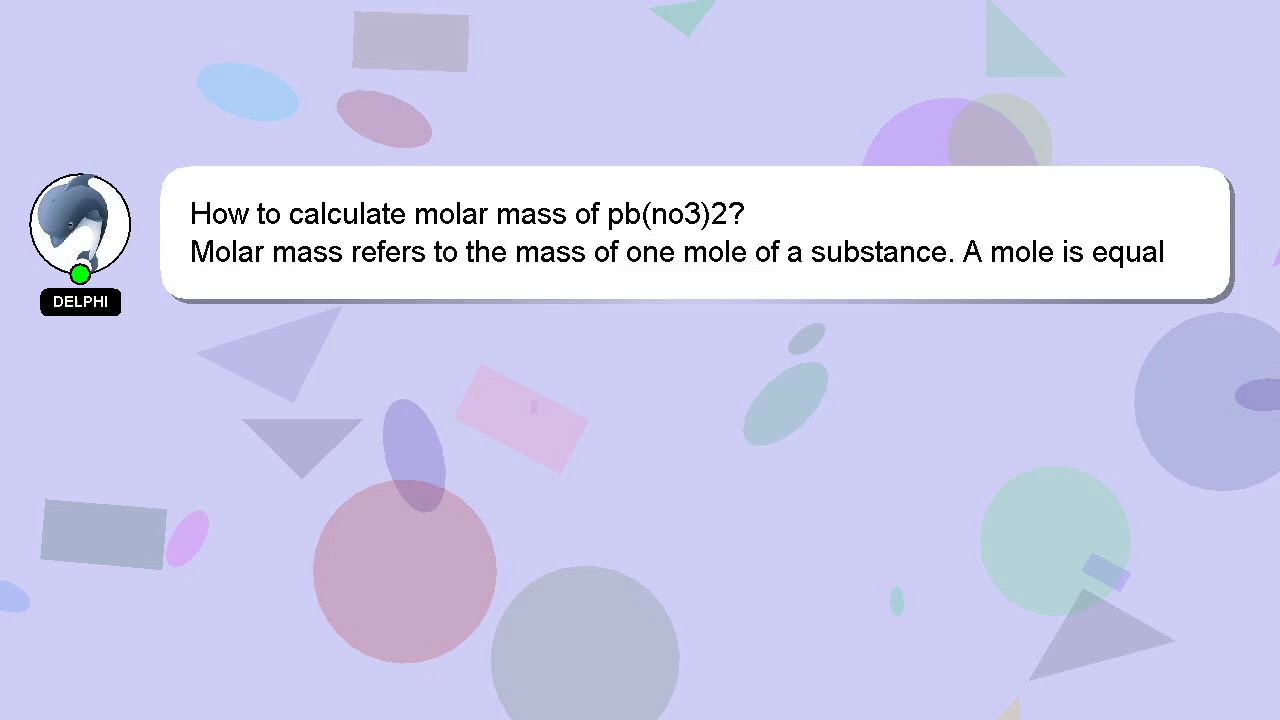 How to calculate molar mass of pb(no3)2?
Molar mass refers to the mass of one mole of a substance. A mole is equal
DELPHI